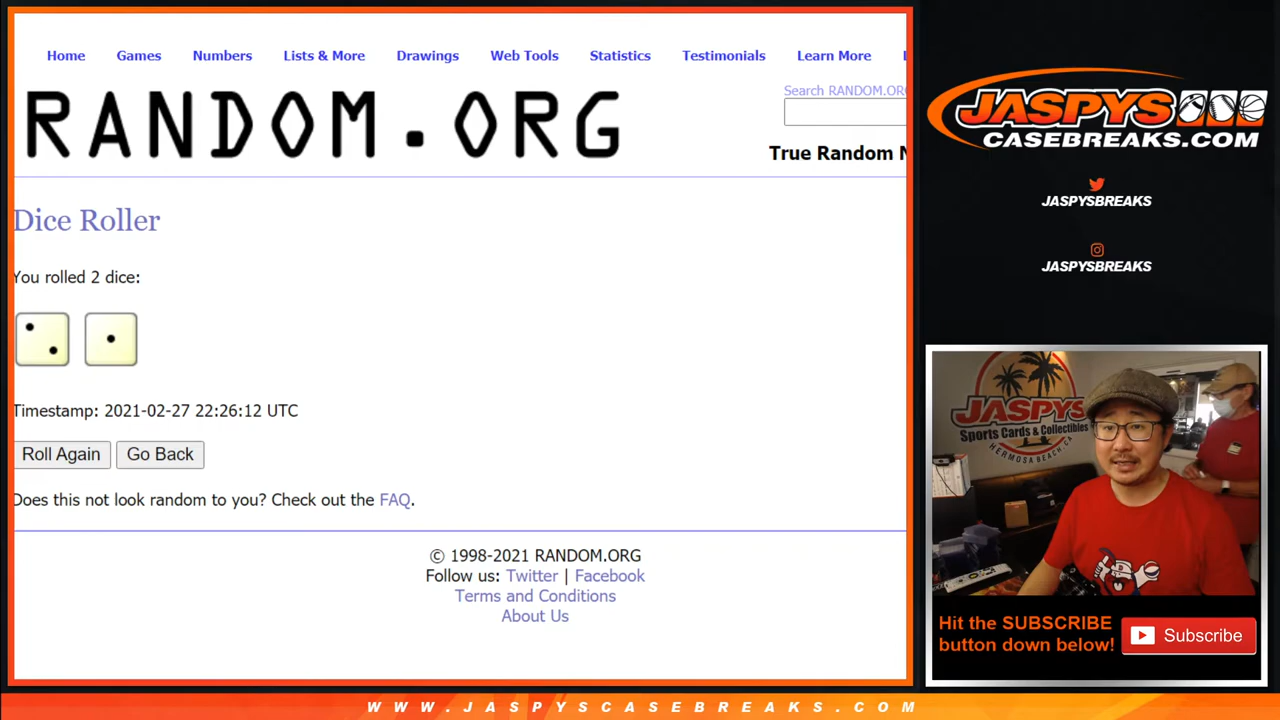 Home Games Numbers Lists & More Drawings Web Tools Statistics Testimonials Learn More
RANDOM.ORG
Search RANDOM.ORG
True Random N
Dice Roller
You rolled 2 dice:
Timestamp: 2021-02-27 22:26:12 UTC
Roll Again Go Back
Does this not look random to you? Check out the FAQ.
© 1998-2021 RANDOM.ORG
Follow us: Twitter | Facebook
Terms and Conditions
About Us
JASPYS
CASEBREAKS.COM
JASPYSBREAKS
JASPYSBREAKS
JASPYS
Sports Cards & Collectibles
HERMOSA BEACH, CA
Hit the SUBSCRIBE
button down below!
Subscribe
WWW.JASPYSCASEBREAKS.COM